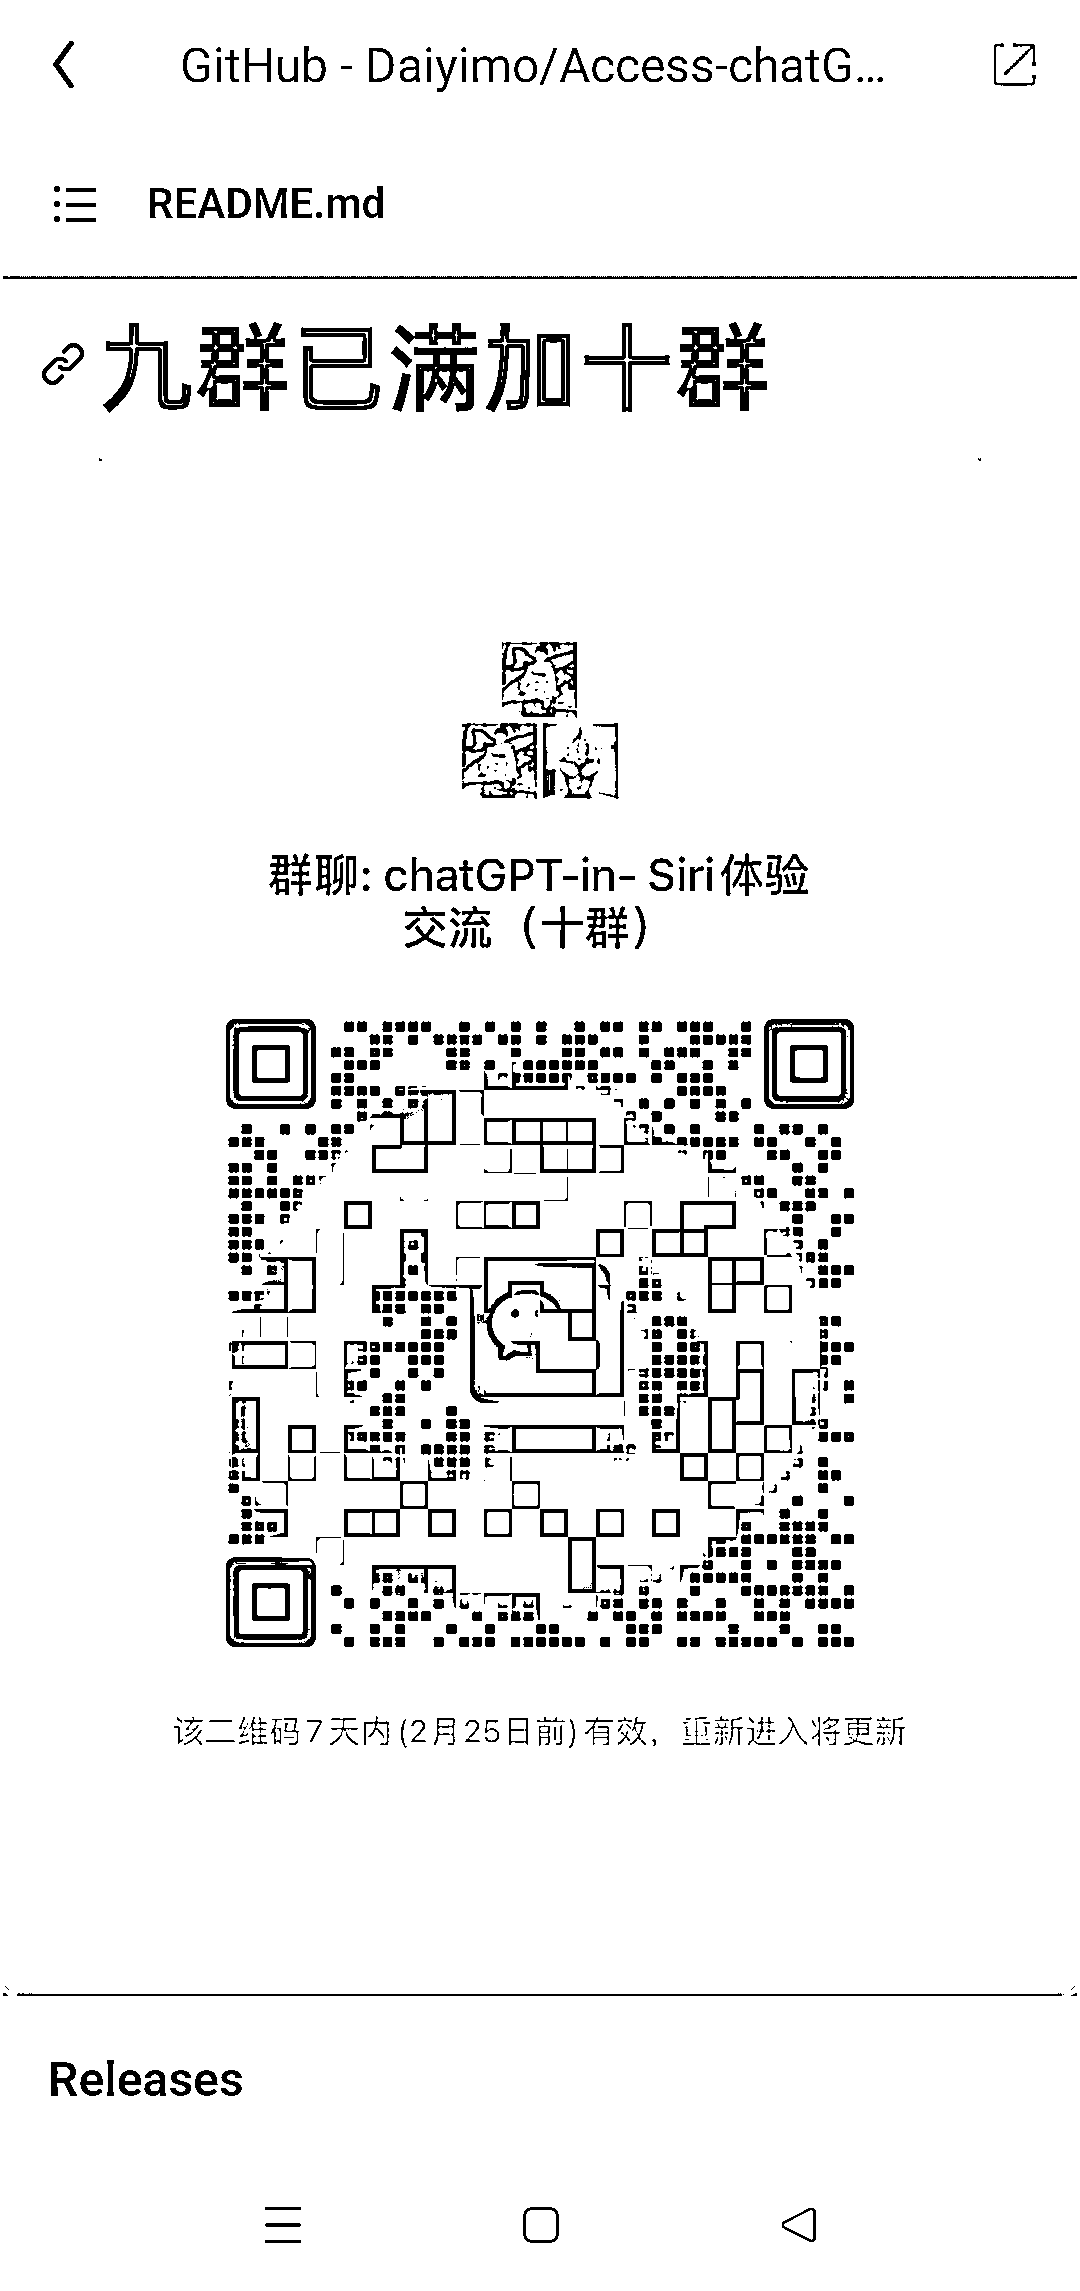 GitHub - Daiyimo/Access-chatG...
README.md
九群已满加十群
群聊: chatGPT-in- Siri体验
交流（十群）
该二维码7天内(2月25日前)有效，重新进入将更新
Releases